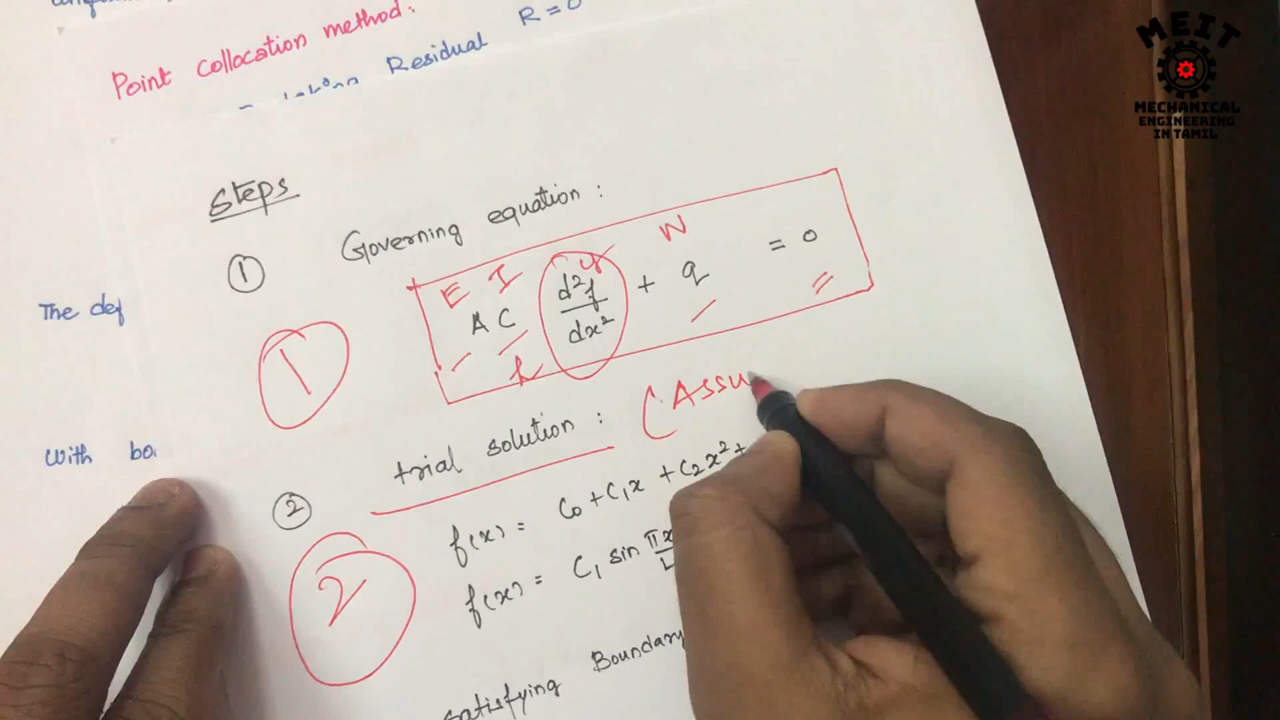 Point collocation method:
Residual R = 0
Steps
① Governing equation:
E I y W
A C d²f/dx² + q = 0
The def
1
trial solution: (Assu
With bo
②
f(x) = C₀ + C₁x + C₂x² +
2
f(x) = C₁ sin πx/L
satisfying Boundary
MEIT
MECHANICAL
ENGINEERING
IN TAMIL